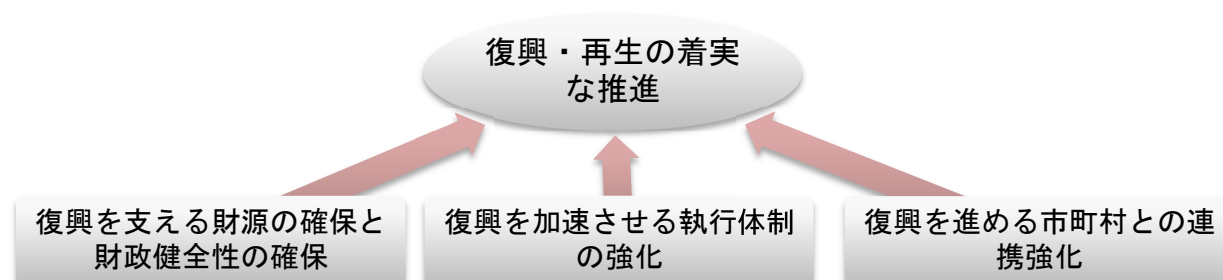 復興・再生の着実
な推進
復興を支える財源の確保と
財政健全性の確保
復興を加速させる執行体制
の強化
復興を進める市町村との連
携強化